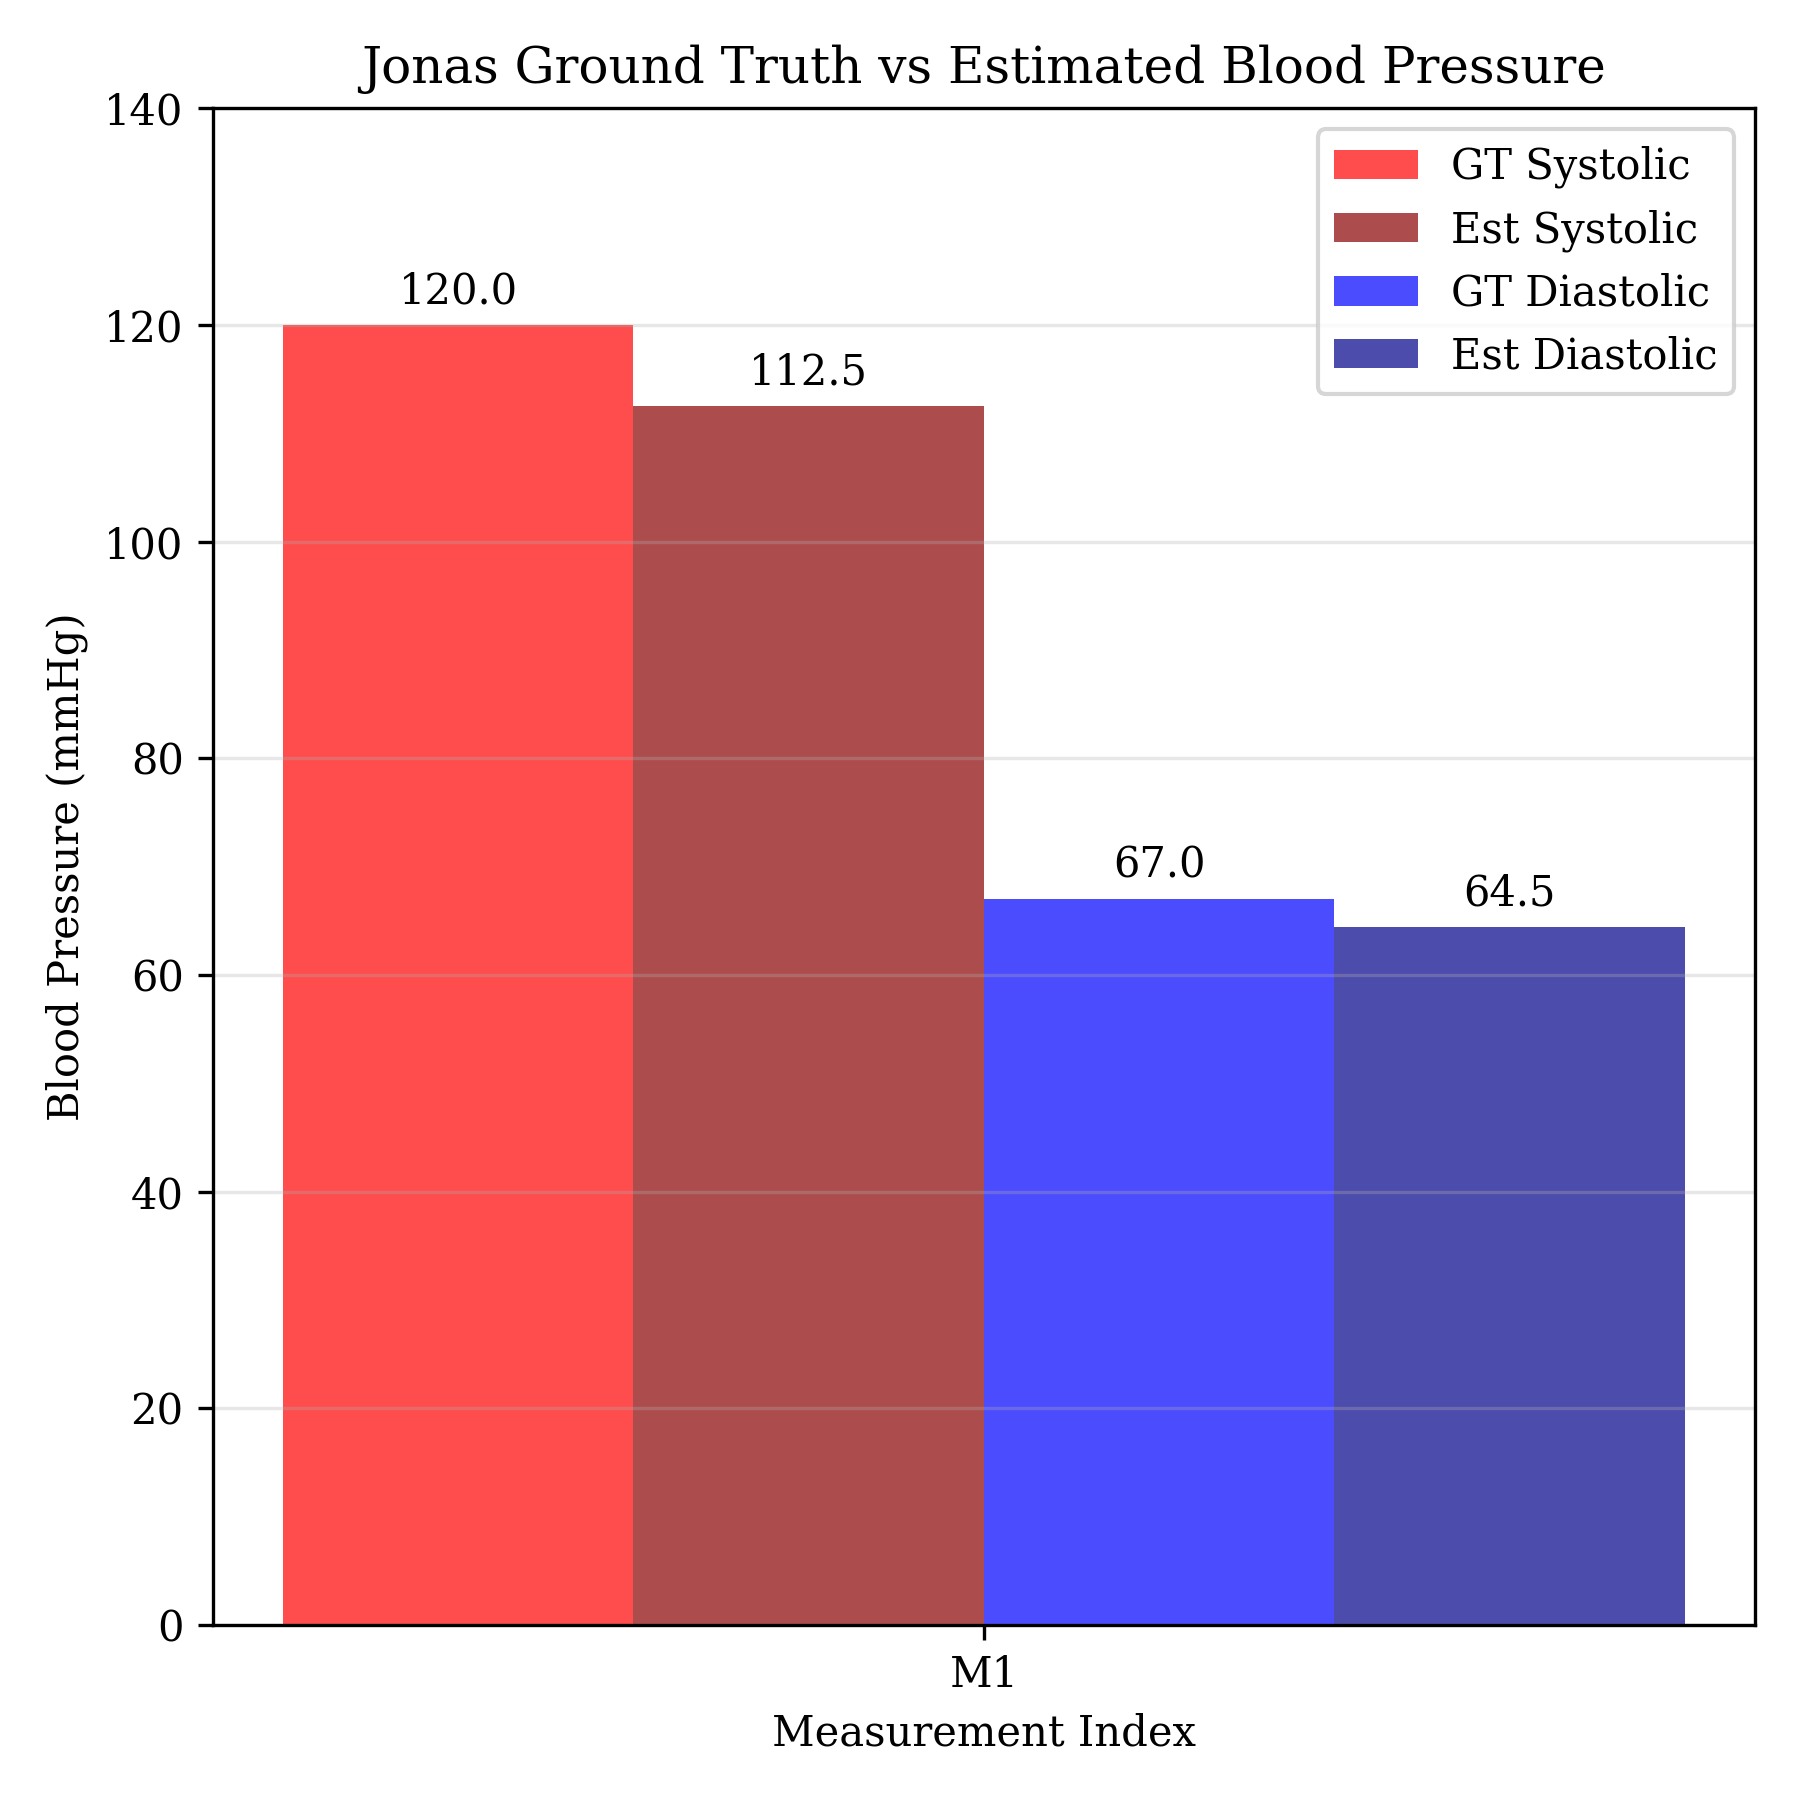 Jonas Ground Truth vs Estimated Blood Pressure
140
120
100
80
60
40
20
0
Blood Pressure (mmHg)
GT Systolic
Est Systolic
GT Diastolic
Est Diastolic
120.0
112.5
67.0
64.5
M1
Measurement Index